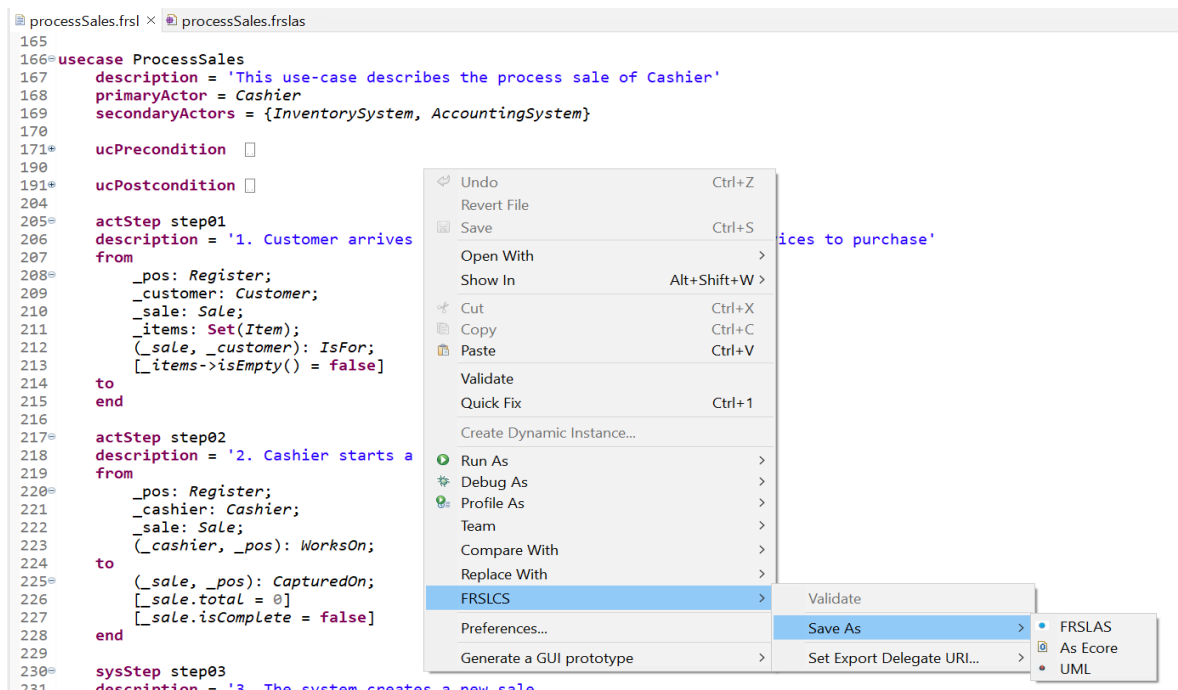 processSales.frsl processSales.frslas
165
166 usecase ProcessSales
167 description = 'This use-case describes the process sale of Cashier'
168 primaryActor = Cashier
169 secondaryActors = {InventorySystem, AccountingSystem}
170
171 ucPrecondition
190
191 ucPostcondition
204
205 actStep step01
206 description = '1. Customer arrives ices to purchase'
207 from
208 _pos: Register;
209 _customer: Customer;
210 _sale: Sale;
211 _items: Set(Item);
212 (_sale, _customer): IsFor;
213 [_items->isEmpty() = false]
214 to
215 end
216
217 actStep step02
218 description = '2. Cashier starts a
219 from
220 _pos: Register;
221 _cashier: Cashier;
222 _sale: Sale;
223 (_cashier, _pos): WorksOn;
224 to
225 (_sale, _pos): CapturedOn;
226 [_sale.total = 0]
227 [_sale.isComplete = false]
228 end
229
230 sysStep step03
231 description = '3. The system creates a new sale
Undo Ctrl+Z
Revert File
Save Ctrl+S
Open With
Show In Alt+Shift+W
Cut Ctrl+X
Copy Ctrl+C
Paste Ctrl+V
Validate
Quick Fix Ctrl+1
Create Dynamic Instance...
Run As
Debug As
Profile As
Team
Compare With
Replace With
FRSLCS
Preferences...
Generate a GUI prototype
Validate
Save As
Set Export Delegate URI...
FRSLAS
As Ecore
UML